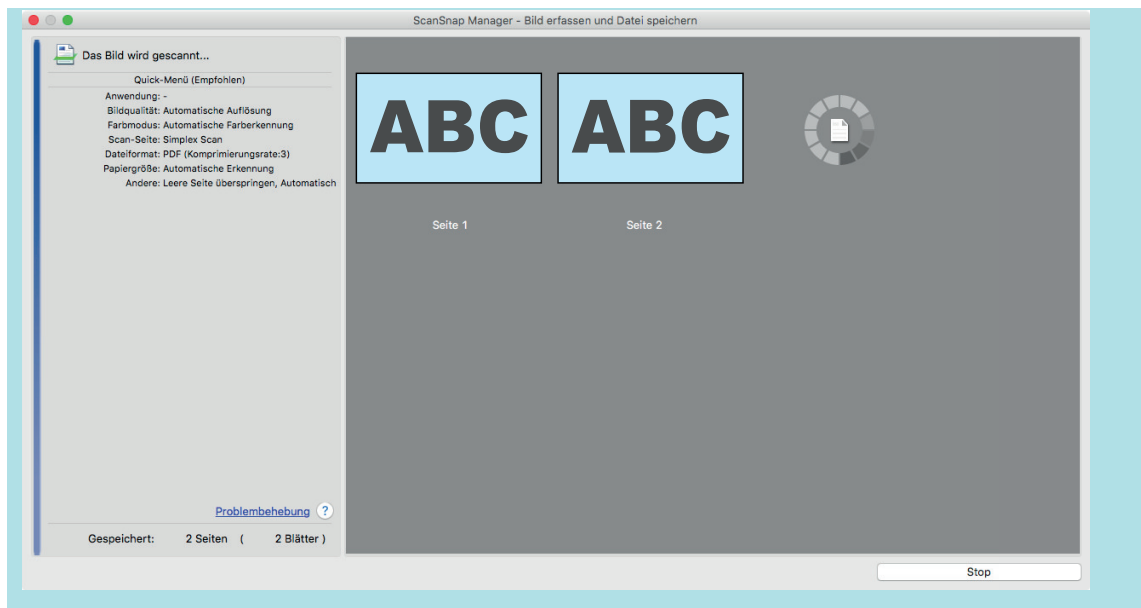 ScanSnap Manager - Bild erfassen und Datei speichern
Das Bild wird gescannt...
Quick-Menü (Empfohlen)
Anwendung: -
Bildqualität: Automatische Auflösung
Farbmodus: Automatische Farberkennung
Scan-Seite: Simplex Scan
Dateiformat: PDF (Komprimierungsrate:3)
Papiergröße: Automatische Erkennung
Andere: Leere Seite überspringen, Automatisch
ABC ABC
Seite 1 Seite 2
Problembehebung ?
Gespeichert: 2 Seiten ( 2 Blätter )
Stop